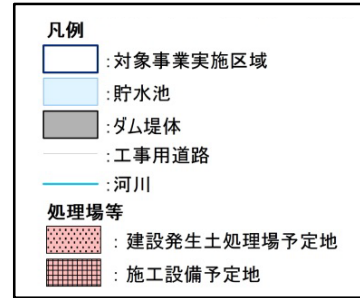 凡例
:対象事業実施区域
:貯水池
:ダム堤体
:工事用道路
:河川
処理場等
: 建設発生土処理場予定地
: 施工設備予定地